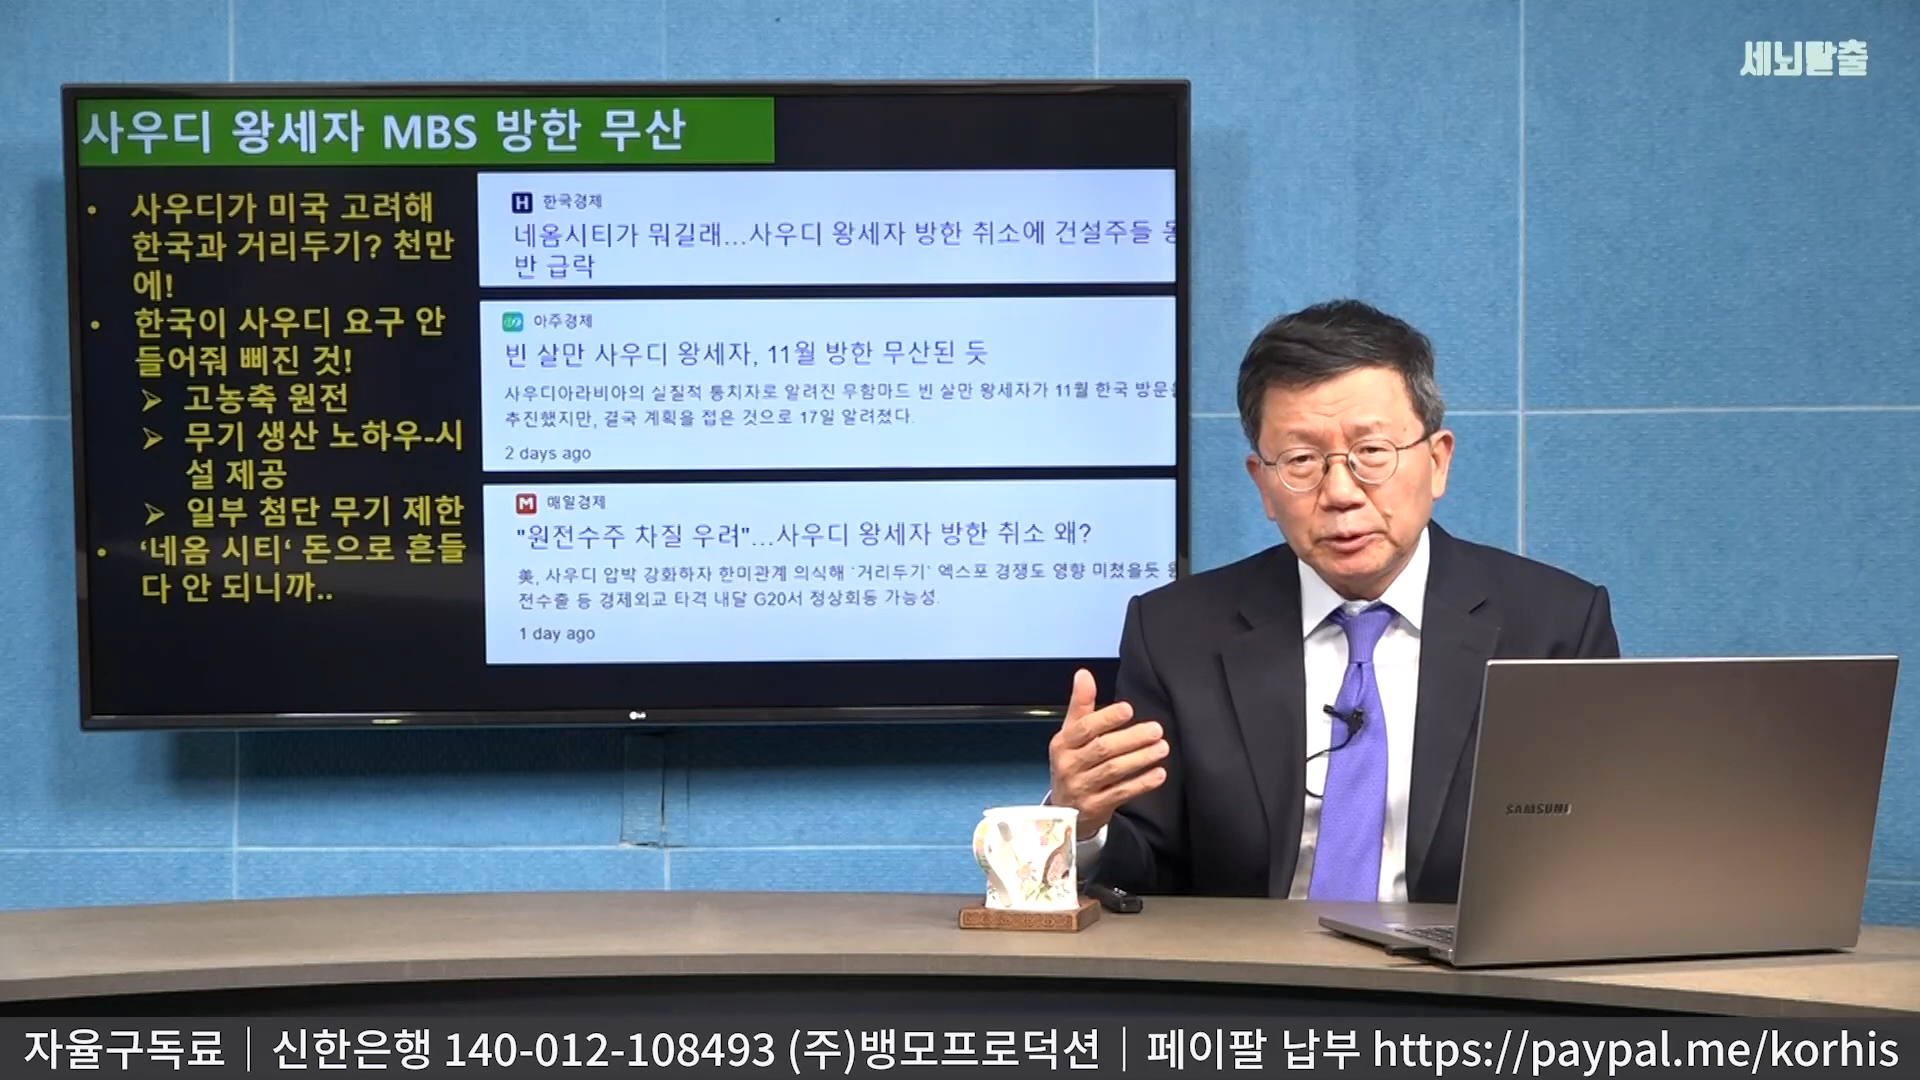 세뇌탈출
사우디 왕세자 MBS 방한 무산
• 사우디가 미국 고려해
한국과 거리두기? 천만
에!
• 한국이 사우디 요구 안
들어줘 삐진 것!
➢ 고농축 원전
➢ 무기 생산 노하우-시
설 제공
➢ 일부 첨단 무기 제한
• ‘네옴 시티‘ 돈으로 흔들
다 안 되니까..
H 한국경제
네옴시티가 뭐길래...사우디 왕세자 방한 취소에 건설주들 동
반 급락
아주경제
빈 살만 사우디 왕세자, 11월 방한 무산된 듯
사우디아라비아의 실질적 통치자로 알려진 무함마드 빈 살만 왕세자가 11월 한국 방문을
추진했지만, 결국 계획을 접은 것으로 17일 알려졌다.
2 days ago
M 매일경제
"원전수주 차질 우려"...사우디 왕세자 방한 취소 왜?
美, 사우디 압박 강화하자 한미관계 의식해 '거리두기' 엑스포 경쟁도 영향 미쳤을듯 원
전수출 등 경제외교 타격 내달 G20서 정상회동 가능성.
1 day ago
LG
SAMSUNG
자율구독료│신한은행 140-012-108493 (주)뱅모프로덕션│페이팔 납부 https://paypal.me/korhis